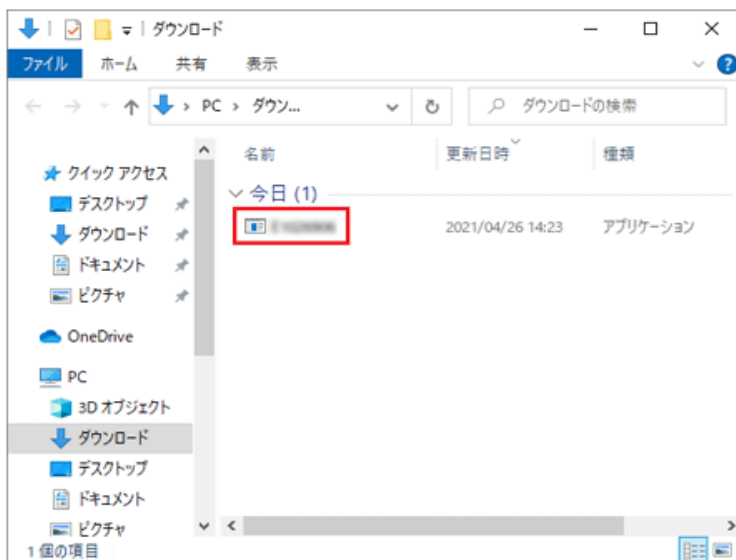 ダウンロード
ファイル ホーム 共有 表示
PC ダウン... ダウンロードの検索
名前 更新日時 種類
クイック アクセス
デスクトップ
ダウンロード
ドキュメント
ピクチャ
OneDrive
PC
3D オブジェクト
ダウンロード
デスクトップ
ドキュメント
ピクチャ
今日 (1)
2021/04/26 14:23 アプリケーション
1 個の項目